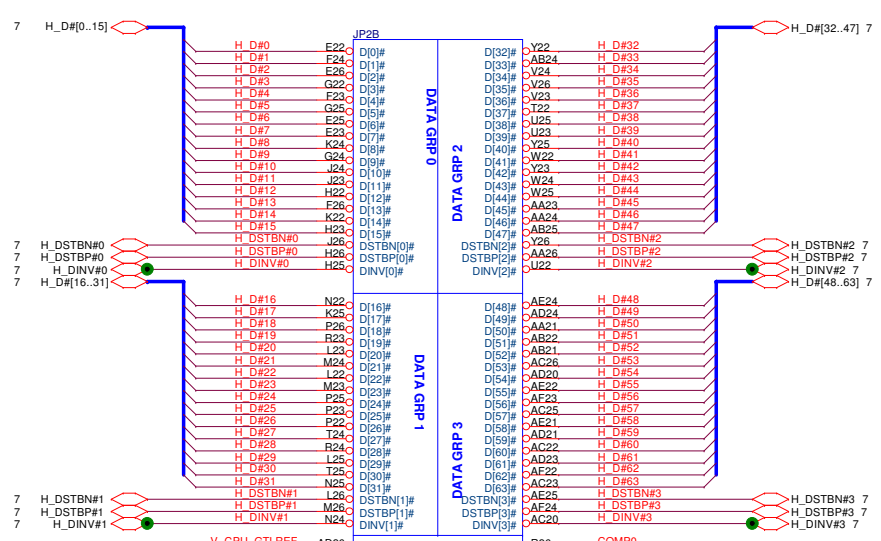 7 H_D#[0..15] H_D#[32..47] 7
JP2B
H_D#0 E22 D[0]# D[32]# Y22 H_D#32
H_D#1 F24 D[1]# D[33]# AB24 H_D#33
H_D#2 E26 D[2]# D[34]# V24 H_D#34
H_D#3 G22 D[3]# D[35]# V26 H_D#35
H_D#4 F23 D[4]# D[36]# V23 H_D#36
H_D#5 G25 D[5]# D[37]# T22 H_D#37
H_D#6 E25 D[6]# D[38]# U25 H_D#38
H_D#7 E23 D[7]# D[39]# U23 H_D#39
H_D#8 K24 D[8]# D[40]# Y25 H_D#40
H_D#9 G24 D[9]# D[41]# W22 H_D#41
H_D#10 J24 D[10]# D[42]# Y23 H_D#42
H_D#11 J23 D[11]# D[43]# W24 H_D#43
H_D#12 H22 D[12]# D[44]# W25 H_D#44
H_D#13 F26 D[13]# D[45]# AA23 H_D#45
H_D#14 K22 D[14]# D[46]# AA24 H_D#46
H_D#15 H23 D[15]# D[47]# AB25 H_D#47
DATA GRP 0
DATA GRP 2
7 H_DSTBN#0 H_DSTBN#0 J26 DSTBN[0]# DSTBN[2]# Y26 H_DSTBN#2 H_DSTBN#2 7
7 H_DSTBP#0 H_DSTBP#0 H26 DSTBP[0]# DSTBP[2]# AA26 H_DSTBP#2 H_DSTBP#2 7
7 H_DINV#0 H_DINV#0 H25 DINV[0]# DINV[2]# U22 H_DINV#2 H_DINV#2 7
7 H_D#[16..31] H_D#[48..63] 7
H_D#16 N22 D[16]# D[48]# AE24 H_D#48
H_D#17 K25 D[17]# D[49]# AD24 H_D#49
H_D#18 P26 D[18]# D[50]# AA21 H_D#50
H_D#19 R23 D[19]# D[51]# AB22 H_D#51
H_D#20 L23 D[20]# D[52]# AB21 H_D#52
H_D#21 M24 D[21]# D[53]# AC26 H_D#53
H_D#22 L22 D[22]# D[54]# AD20 H_D#54
H_D#23 M23 D[23]# D[55]# AE22 H_D#55
H_D#24 P25 D[24]# D[56]# AF23 H_D#56
H_D#25 P23 D[25]# D[57]# AC25 H_D#57
H_D#26 P22 D[26]# D[58]# AE21 H_D#58
H_D#27 T24 D[27]# D[59]# AD21 H_D#59
H_D#28 R24 D[28]# D[60]# AC22 H_D#60
H_D#29 L25 D[29]# D[61]# AD23 H_D#61
H_D#30 T25 D[30]# D[62]# AF22 H_D#62
H_D#31 N25 D[31]# D[63]# AC23 H_D#63
DATA GRP 1
DATA GRP 3
7 H_DSTBN#1 H_DSTBN#1 L26 DSTBN[1]# DSTBN[3]# AE25 H_DSTBN#3 H_DSTBN#3 7
7 H_DSTBP#1 H_DSTBP#1 M26 DSTBP[1]# DSTBP[3]# AF24 H_DSTBP#3 H_DSTBP#3 7
7 H_DINV#1 H_DINV#1 N24 DINV[1]# DINV[3]# AC20 H_DINV#3 H_DINV#3 7